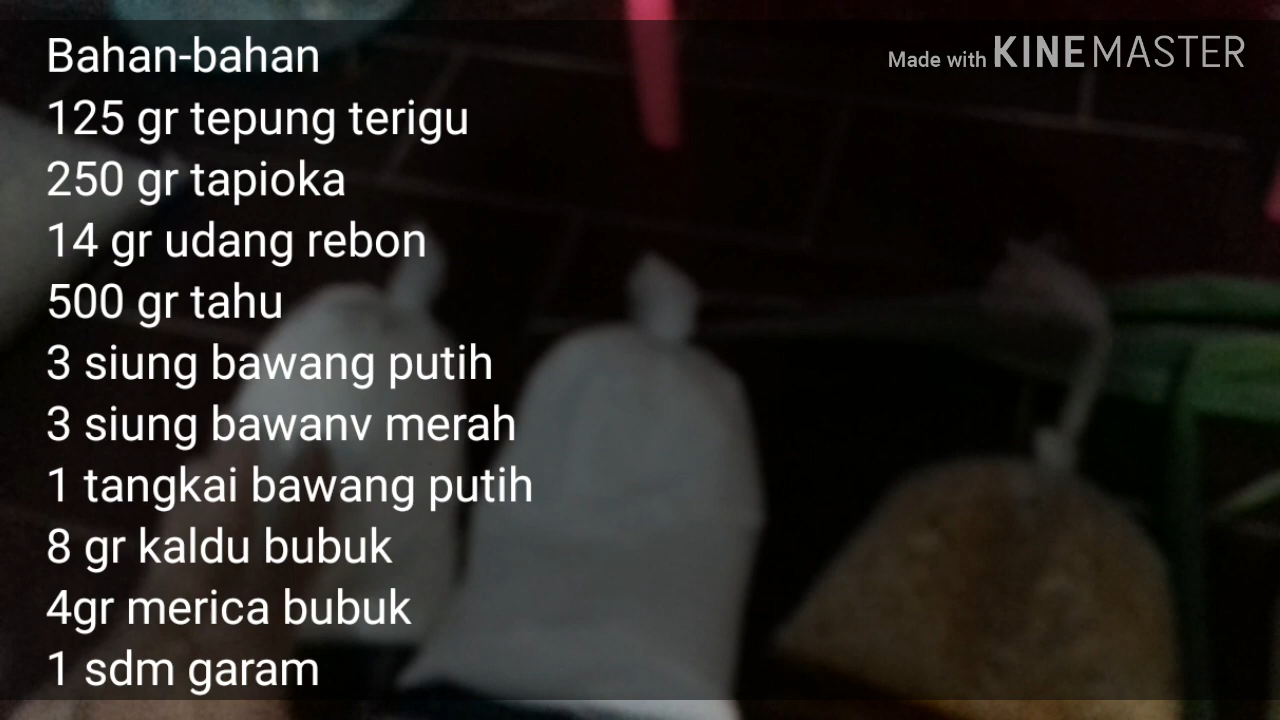 Bahan-bahan
Made with KINEMASTER
125 gr tepung terigu
250 gr tapioka
14 gr udang rebon
500 gr tahu
3 siung bawang putih
3 siung bawanv merah
1 tangkai bawang putih
8 gr kaldu bubuk
4gr merica bubuk
1 sdm garam